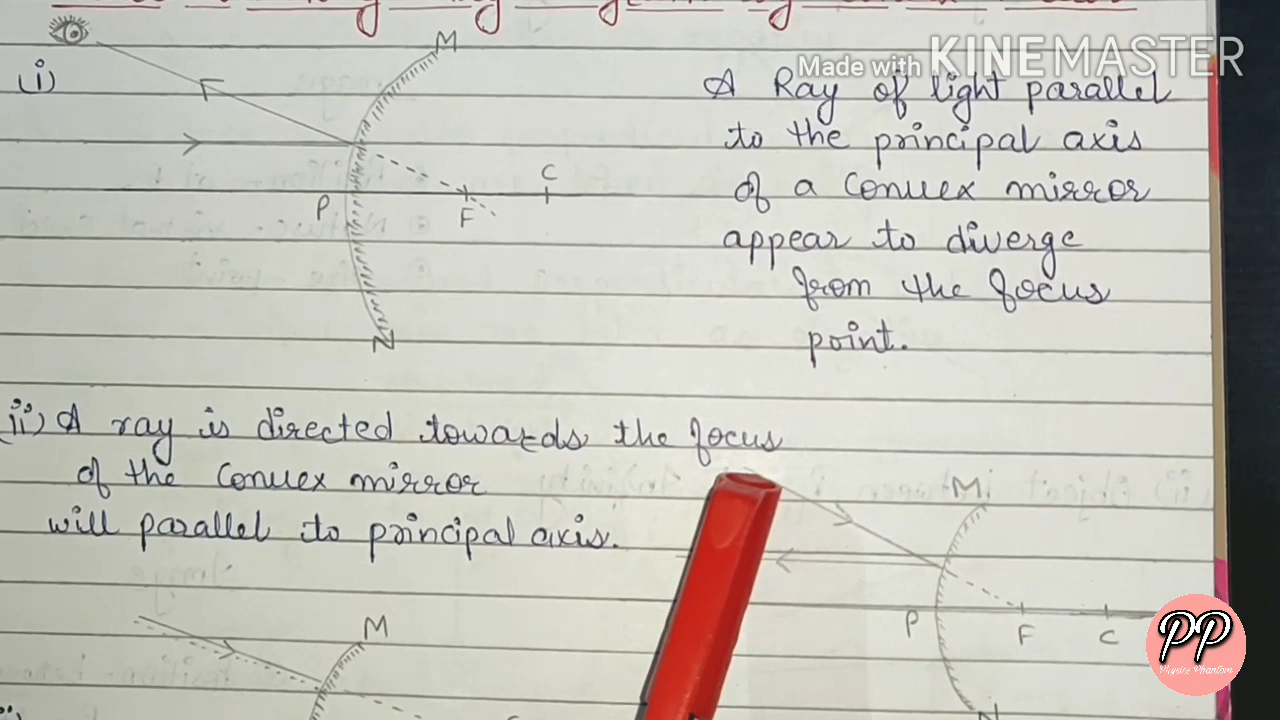 Made with KINEMASTER
M
(i)
A Ray of light parallel
to the principal axis
of a convex mirror
appear to diverge
from the focus
point.
C
P
F
N
(ii) A ray is directed towards the focus
of the convex mirror
will parallel to principal axis.
M
P
F
C
N
M
PP
Physics Phantom